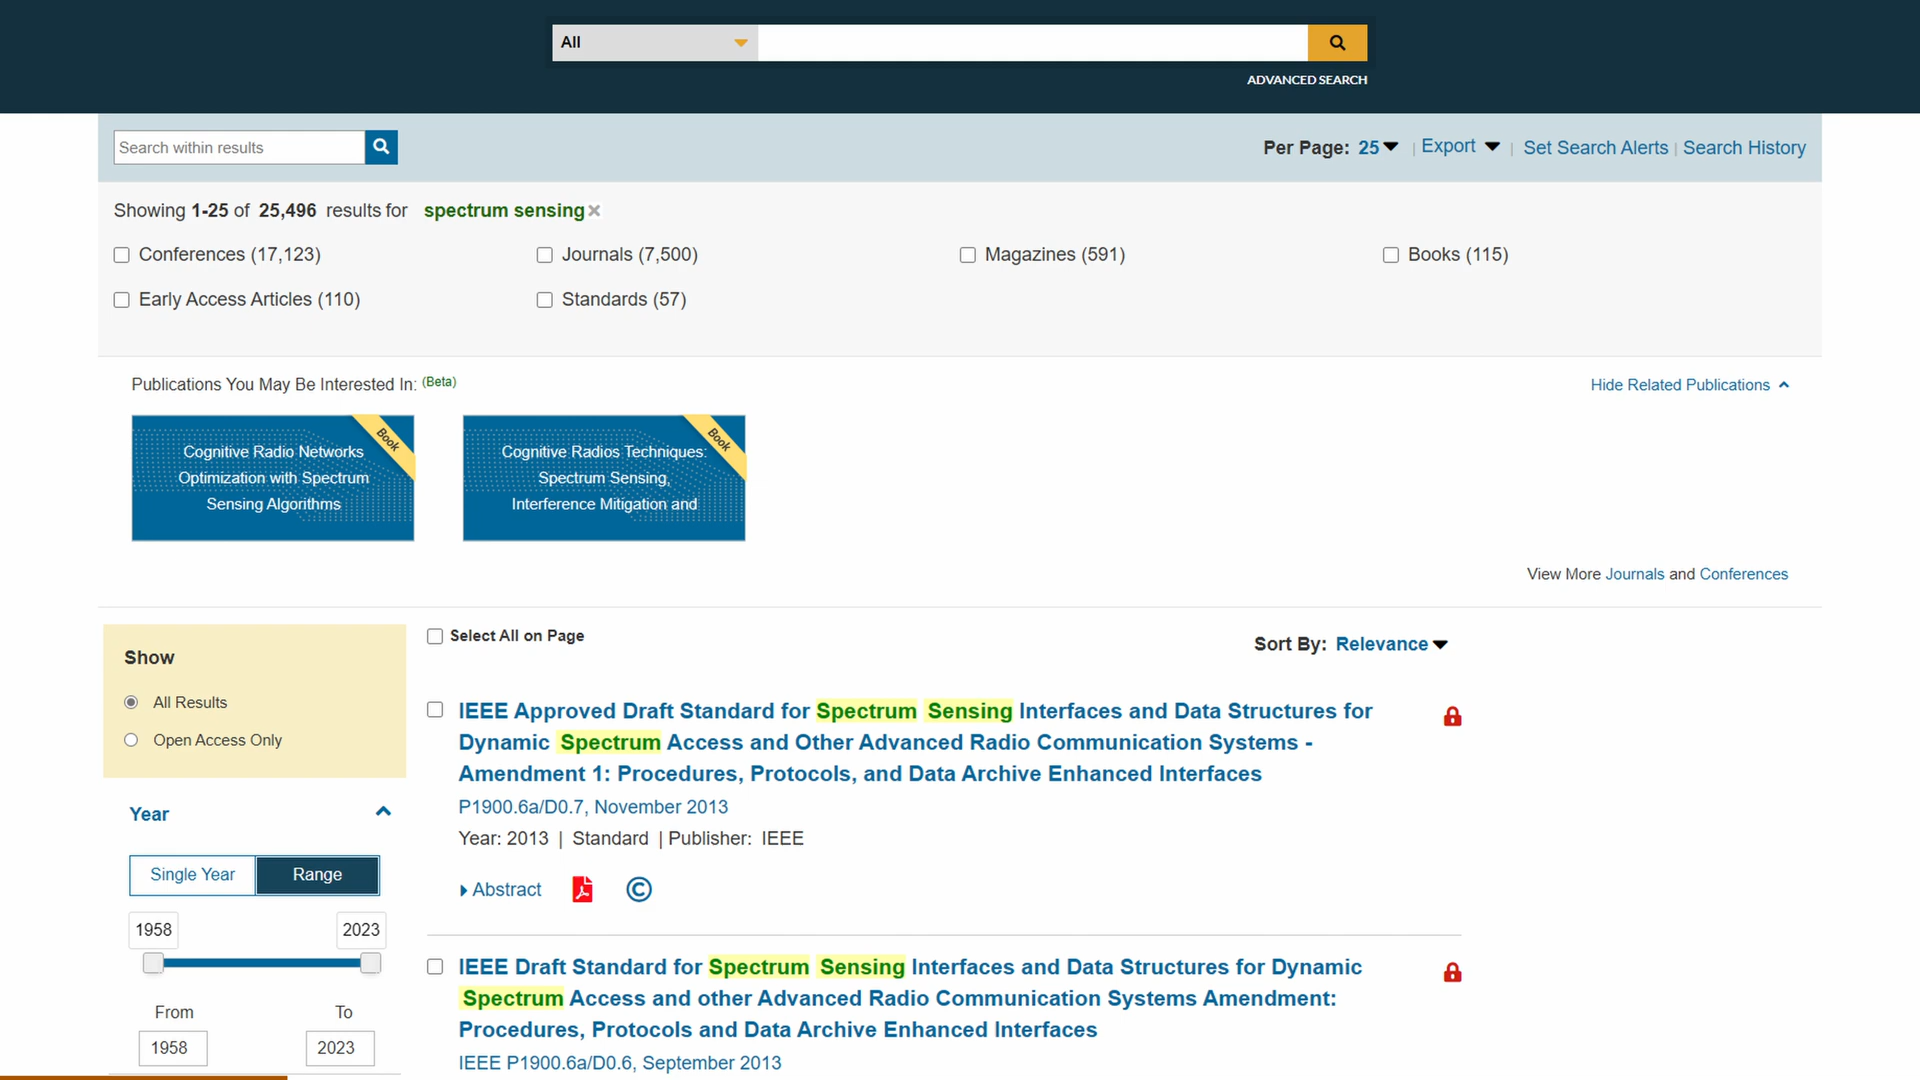 All
ADVANCED SEARCH
Search within results
Per Page: 25 | Export | Set Search Alerts | Search History
Showing 1-25 of 25,496 results for spectrum sensing
Conferences (17,123)
Journals (7,500)
Magazines (591)
Books (115)
Early Access Articles (110)
Standards (57)
Publications You May Be Interested In: (Beta)
Hide Related Publications
Book
Cognitive Radio Networks
Optimization with Spectrum
Sensing Algorithms
Book
Cognitive Radios Techniques:
Spectrum Sensing,
Interference Mitigation and
View More Journals and Conferences
Show
All Results
Open Access Only
Year
Single Year
Range
1958
2023
From
To
1958
2023
Select All on Page
Sort By: Relevance
IEEE Approved Draft Standard for Spectrum Sensing Interfaces and Data Structures for
Dynamic Spectrum Access and Other Advanced Radio Communication Systems -
Amendment 1: Procedures, Protocols, and Data Archive Enhanced Interfaces
P1900.6a/D0.7, November 2013
Year: 2013 | Standard | Publisher: IEEE
Abstract
©
IEEE Draft Standard for Spectrum Sensing Interfaces and Data Structures for Dynamic
Spectrum Access and other Advanced Radio Communication Systems Amendment:
Procedures, Protocols and Data Archive Enhanced Interfaces
IEEE P1900.6a/D0.6, September 2013